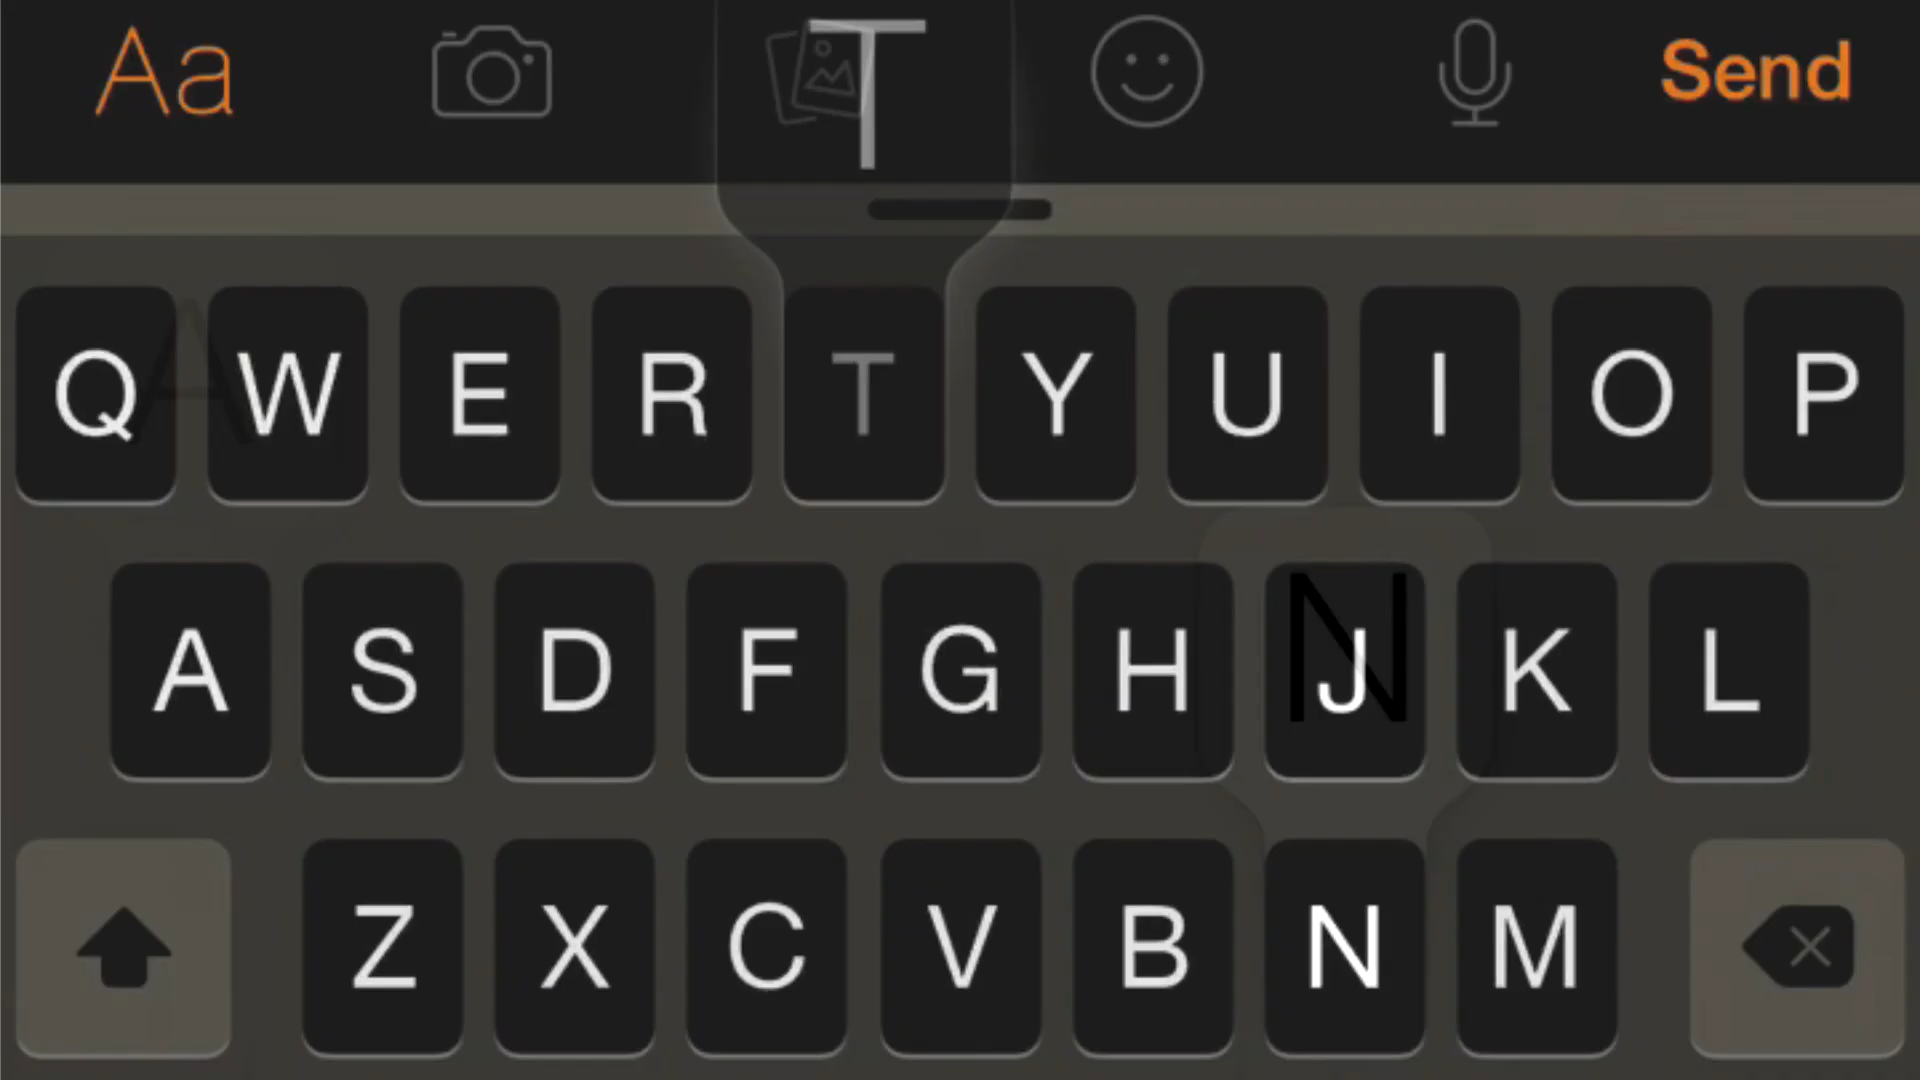 Aa T Send
Q W E R T Y U I O P
A
A S D F G H J K L
N
Z X C V B N M